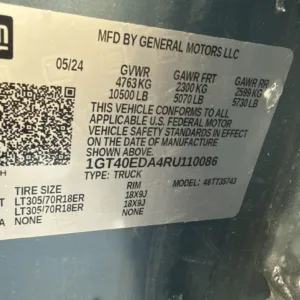 gm
MFD BY GENERAL MOTORS LLC
05/24 GVWR GAWR FRT GAWR RR
4763 KG 2300 KG 2599 KG
10500 LB 5070 LB 5730 LB
THIS VEHICLE CONFORMS TO ALL
APPLICABLE U.S. FEDERAL MOTOR
VEHICLE SAFETY STANDARDS IN EFFECT
ON THE DATE OF MANUFACTURE
SHOWN ABOVE.
1GT40EDA4RU110086
TYPE: TRUCK MODEL:
TIRE SIZE RIM
LT305/70R18ER 18X9J
LT305/70R18ER 18X9J
NONE NONE